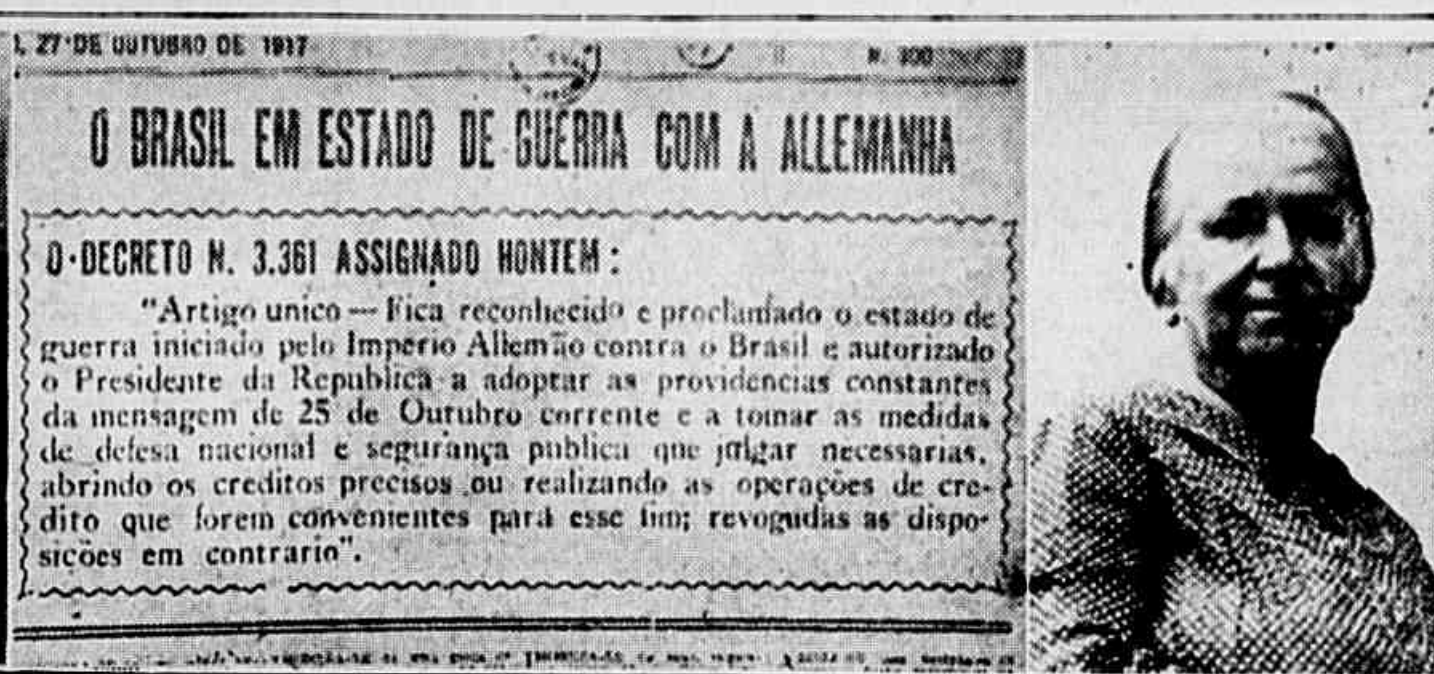 27 DE OUTUBRO DE 1917
N. 300
O BRASIL EM ESTADO DE GUERRA COM A ALLEMANHA
O DECRETO N. 3.361 ASSIGNADO HONTEM :
"Artigo unico — Fica reconhecido e proclamado o estado de
guerra iniciado pelo Imperio Allemão contra o Brasil e autorizado
o Presidente da Republica a adoptar as providencias constantes
da mensagem de 25 de Outubro corrente e a tomar as medidas
de defesa nacional e segurança publica que julgar necessarias,
abrindo os creditos precisos ou realizando as operações de cre-
dito que forem convenientes para esse fim; revogudas as dispo-
sições em contrario".